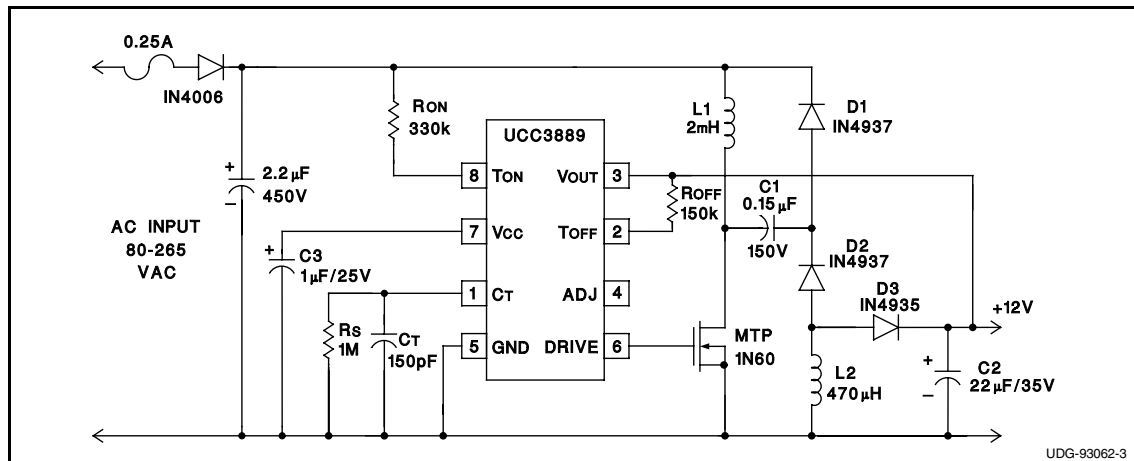 0.25A
IN4006
RON
330k
UCC3889
L1
2mH
D1
IN4937
+
2.2µF
450V
−
8 TON
VOUT 3
ROFF
150k
C1
0.15µF
150V
AC INPUT
80-265
VAC
7 VCC
TOFF 2
D2
IN4937
+
C3
1µF/25V
1 CT
ADJ 4
D3
IN4935
+12V
RS
1M
CT
150pF
5 GND
DRIVE 6
MTP
1N60
L2
470µH
+
C2
22µF/35V
−
UDG-93062-3